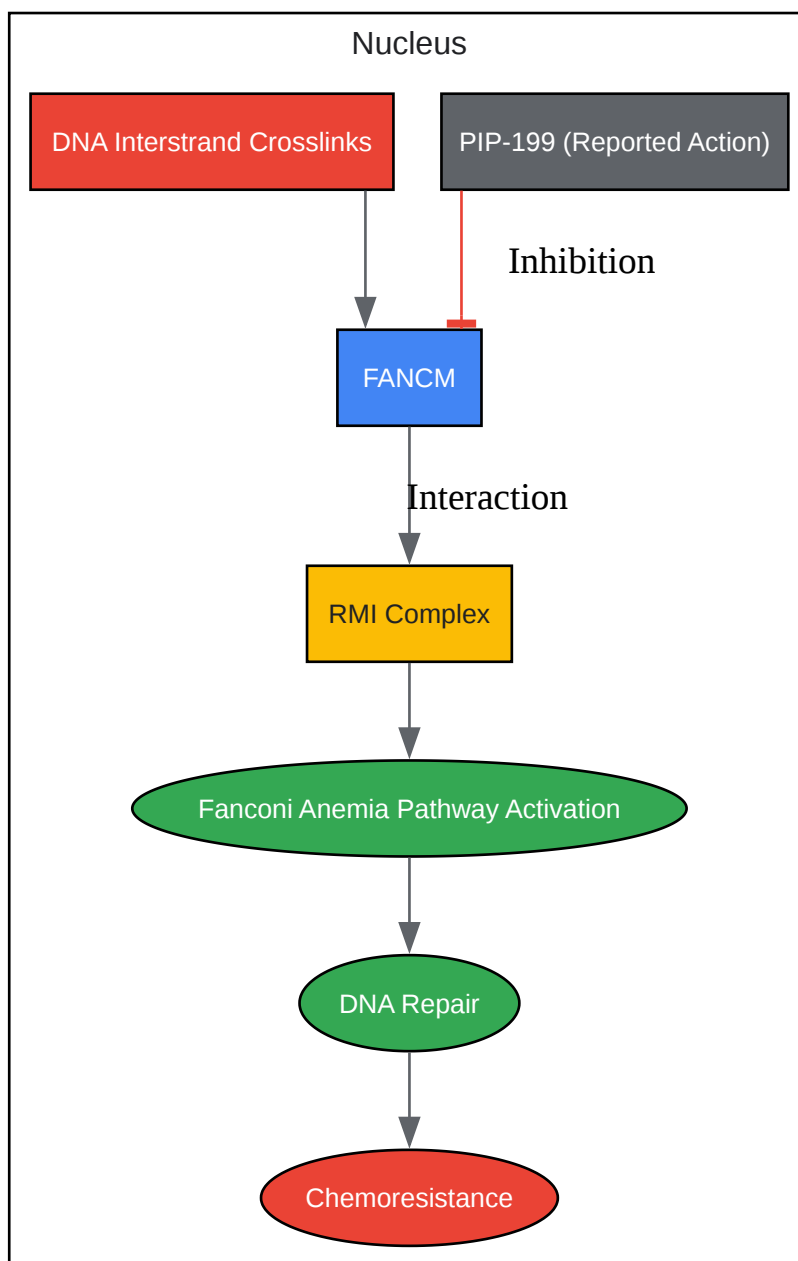 Nucleus
DNA Interstrand Crosslinks
PIP-199 (Reported Action)
Inhibition
FANCM
Interaction
RMI Complex
Fanconi Anemia Pathway Activation
DNA Repair
Chemoresistance